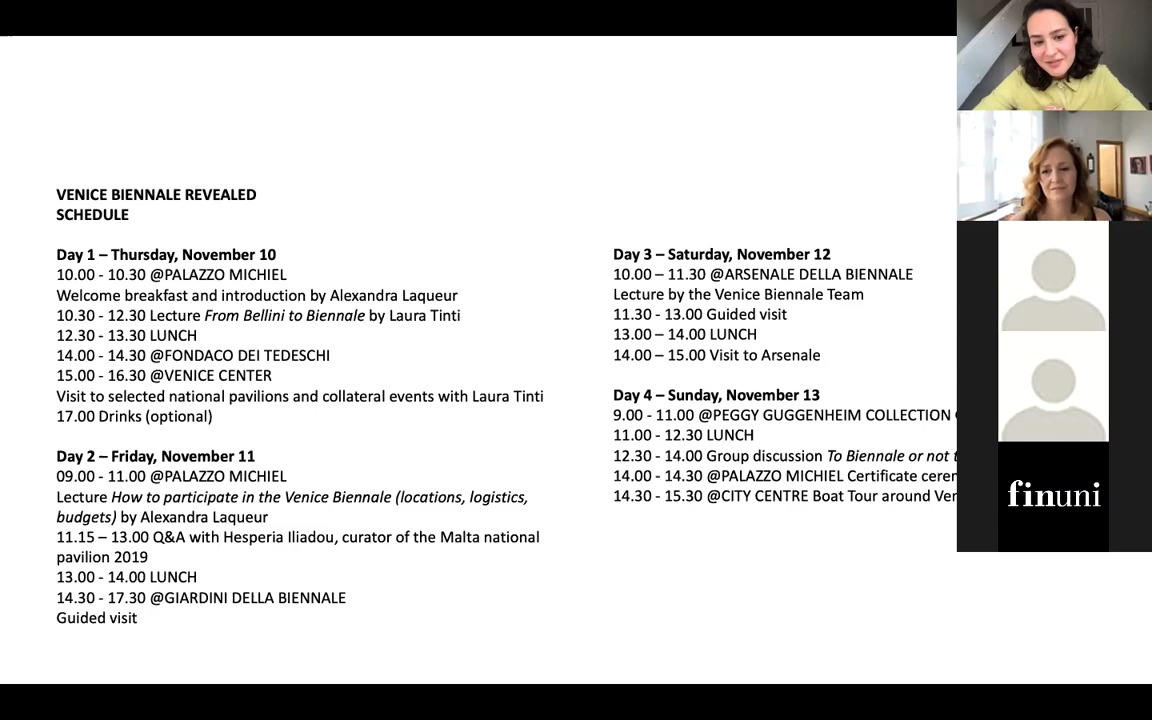 VENICE BIENNALE REVEALED
SCHEDULE
Day 1 – Thursday, November 10
10.00 - 10.30 @PALAZZO MICHIEL
Welcome breakfast and introduction by Alexandra Laqueur
10.30 - 12.30 Lecture From Bellini to Biennale by Laura Tinti
12.30 - 13.30 LUNCH
14.00 - 14.30 @FONDACO DEI TEDESCHI
15.00 - 16.30 @VENICE CENTER
Visit to selected national pavilions and collateral events with Laura Tinti
17.00 Drinks (optional)
Day 2 – Friday, November 11
09.00 - 11.00 @PALAZZO MICHIEL
Lecture How to participate in the Venice Biennale (locations, logistics,
budgets) by Alexandra Laqueur
11.15 – 13.00 Q&A with Hesperia Iliadou, curator of the Malta national
pavilion 2019
13.00 - 14.00 LUNCH
14.30 - 17.30 @GIARDINI DELLA BIENNALE
Guided visit
Day 3 – Saturday, November 12
10.00 – 11.30 @ARSENALE DELLA BIENNALE
Lecture by the Venice Biennale Team
11.30 - 13.00 Guided visit
13.00 – 14.00 LUNCH
14.00 – 15.00 Visit to Arsenale
Day 4 – Sunday, November 13
9.00 - 11.00 @PEGGY GUGGENHEIM COLLECTION
11.00 - 12.30 LUNCH
12.30 - 14.00 Group discussion To Biennale or not
14.00 - 14.30 @PALAZZO MICHIEL Certificate
14.30 - 15.30 @CITY CENTRE Boat Tour around
finuni